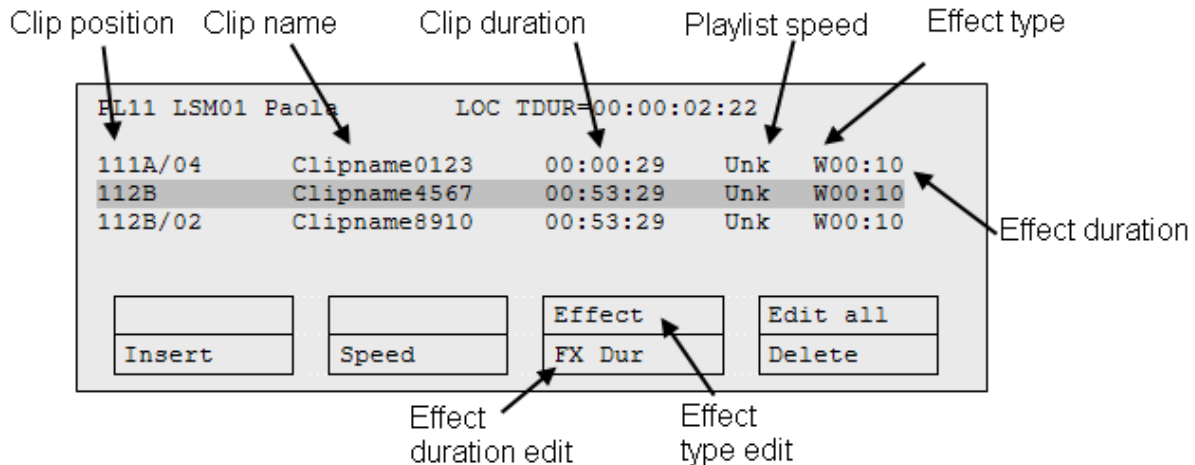 Clip position Clip name Clip duration Playlist speed Effect type
PL11 LSM01 Paola LOC TDUR=00:00:02:22
111A/04 Clipname0123 00:00:29 Unk W00:10
112B Clipname4567 00:53:29 Unk W00:10
112B/02 Clipname8910 00:53:29 Unk W00:10
Effect duration
Effect Edit all
Insert Speed FX Dur Delete
Effect duration edit
Effect type edit